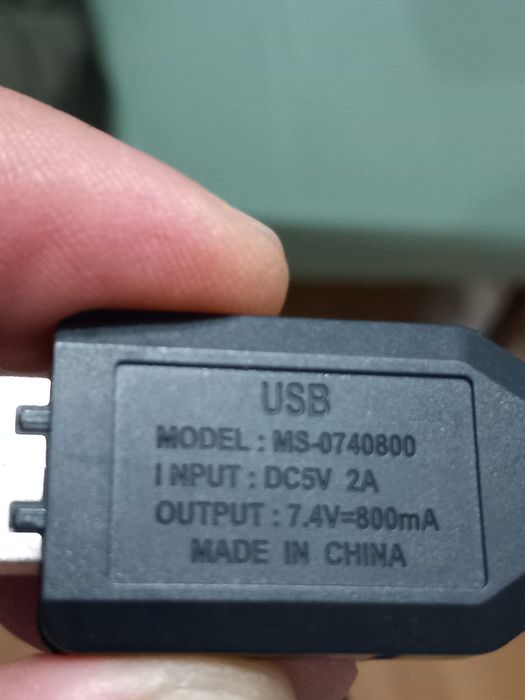 USB
MODEL : MS-0740800
INPUT : DC5V 2A
OUTPUT : 7.4V=800mA
MADE IN CHINA